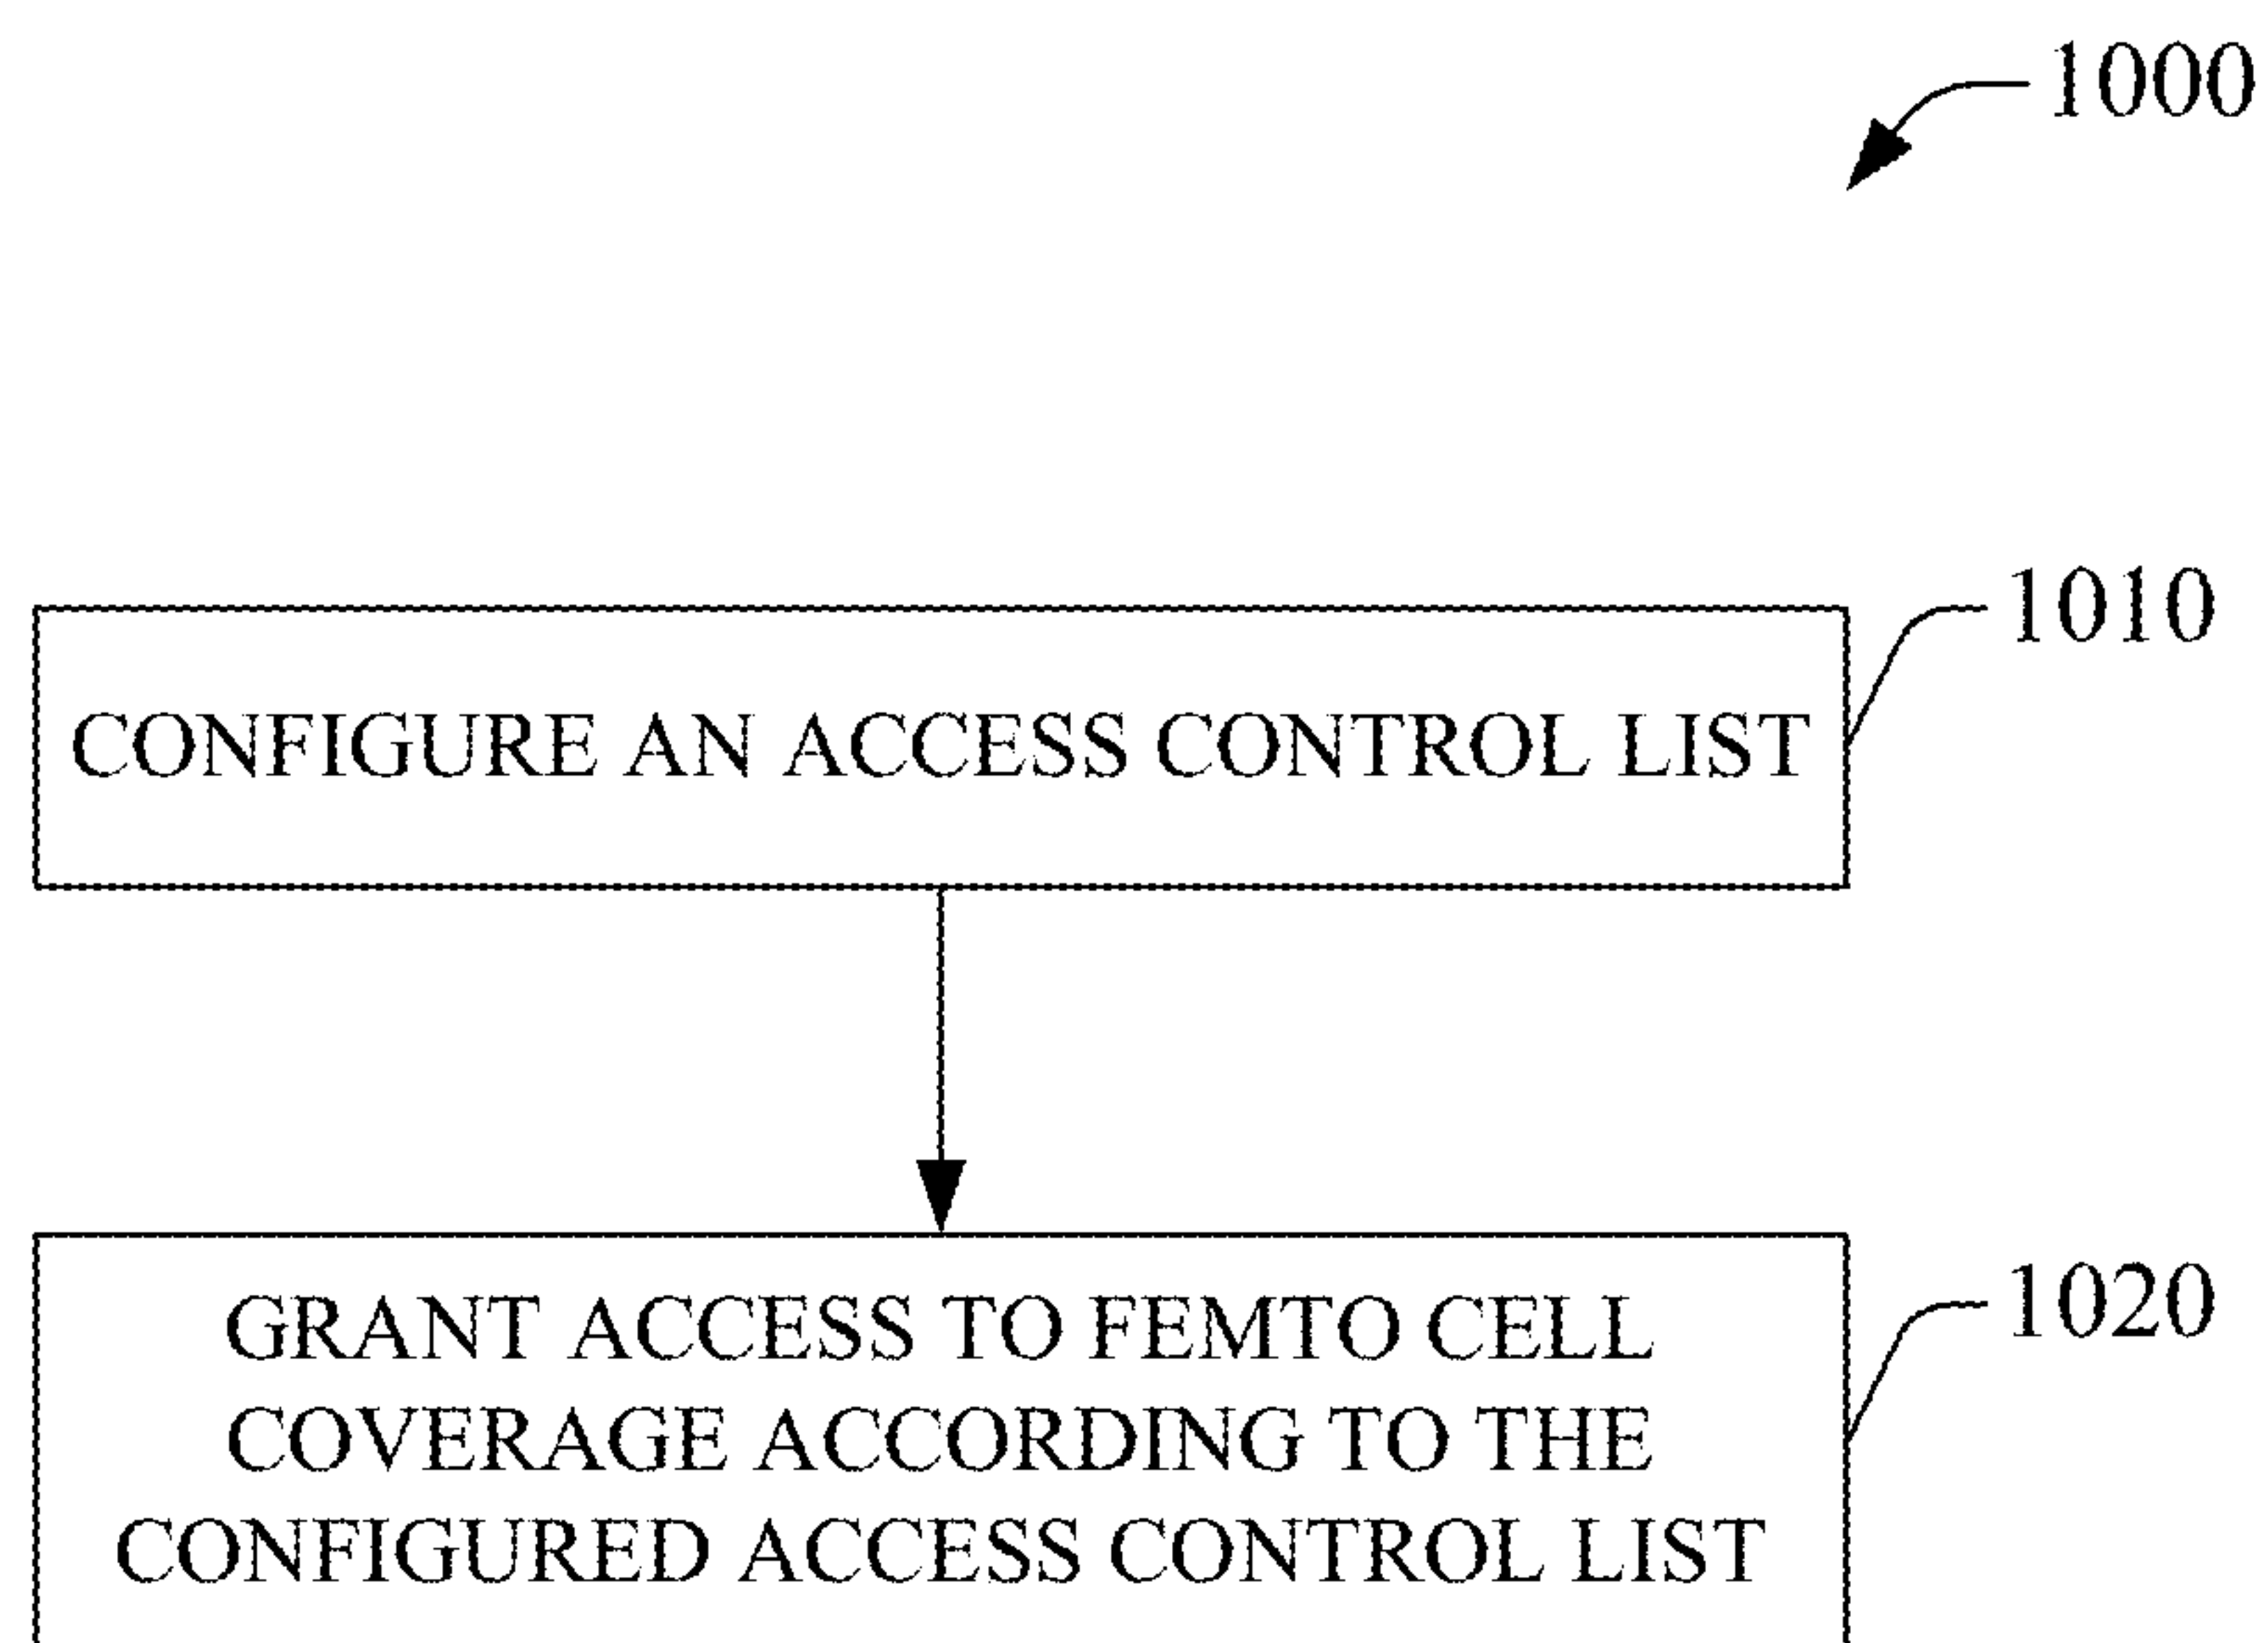 1000
1010
CONFIGURE AN ACCESS CONTROL LIST
1020
GRANT ACCESS TO FEMTO CELL
COVERAGE ACCORDING TO THE
CONFIGURED ACCESS CONTROL LIST